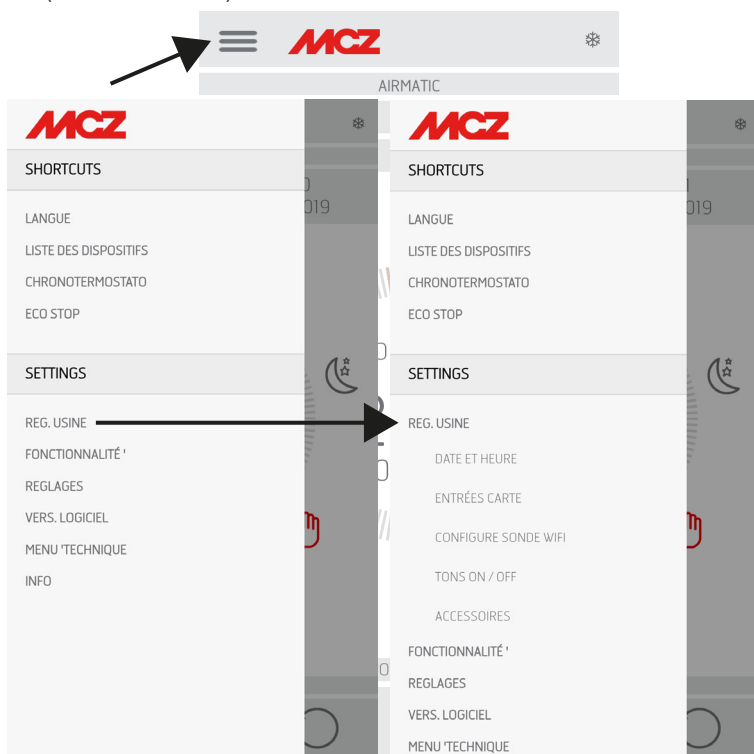 MCZ
AIRMATIC
MCZ
SHORTCUTS
LANGUE
LISTE DES DISPOSITIFS
CHRONOTERMOSTATO
ECO STOP
SETTINGS
REG. USINE
FONCTIONNALITÉ '
REGLAGES
VERS. LOGICIEL
MENU 'TECHNIQUE
INFO
019
MCZ
SHORTCUTS
LANGUE
LISTE DES DISPOSITIFS
CHRONOTERMOSTATO
ECO STOP
SETTINGS
REG. USINE
DATE ET HEURE
ENTRÉES CARTE
CONFIGURE SONDE WIFI
TONS ON / OFF
ACCESSOIRES
FONCTIONNALITÉ '
REGLAGES
VERS. LOGICIEL
MENU 'TECHNIQUE
019